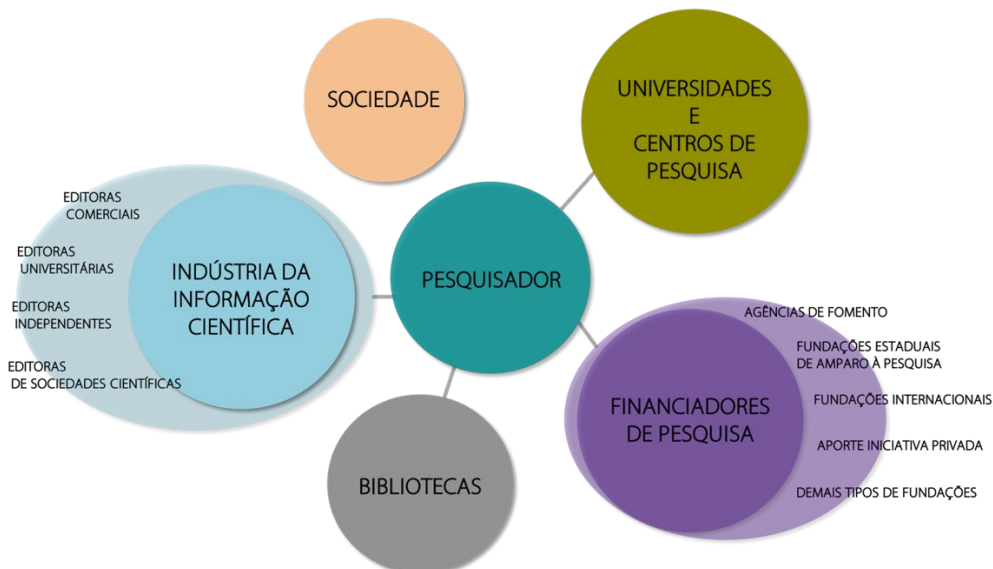 SOCIEDADE
UNIVERSIDADES
E
CENTROS DE
PESQUISA
EDITORAS
COMERCIAIS
EDITORAS
UNIVERSITÁRIAS
EDITORAS
INDEPENDENTES
EDITORAS
DE SOCIEDADES CIENTÍFICAS
INDÚSTRIA DA
INFORMAÇÃO
CIENTÍFICA
PESQUISADOR
AGÊNCIAS DE FOMENTO
FUNDAÇÕES ESTADUAIS
DE AMPARO À PESQUISA
FUNDAÇÕES INTERNACIONAIS
APORTE INICIATIVA PRIVADA
DEMAIS TIPOS DE FUNDAÇÕES
FINANCIADORES
DE PESQUISA
BIBLIOTECAS